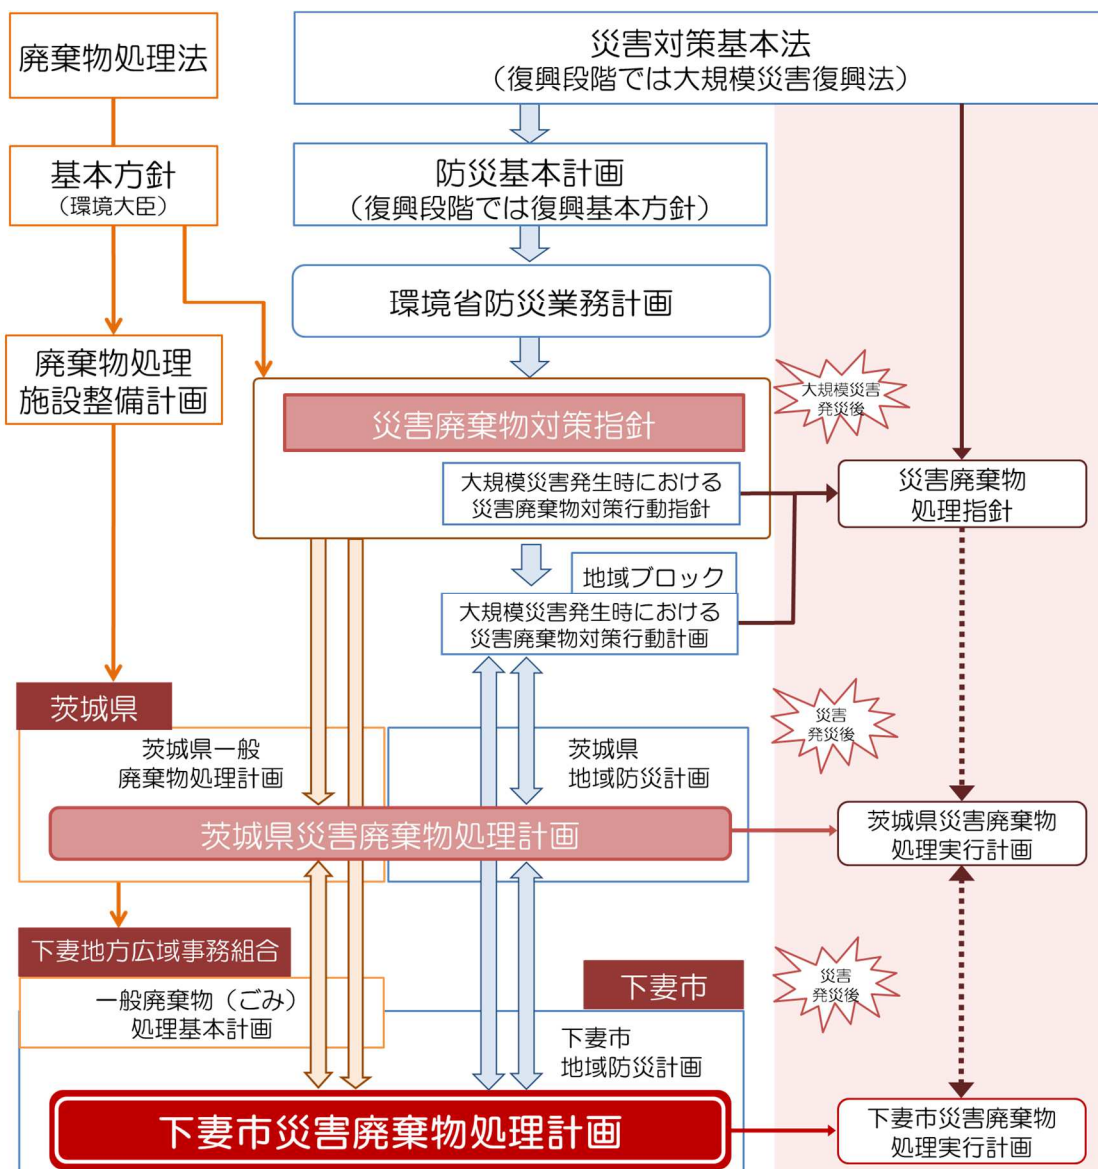 廃棄物処理法
災害対策基本法
（復興段階では大規模災害復興法）
基本方針
（環境大臣）
防災基本計画
（復興段階では復興基本方針）
環境省防災業務計画
廃棄物処理
施設整備計画
大規模災害
発災後
災害廃棄物対策指針
大規模災害発生時における
災害廃棄物対策行動指針
災害廃棄物
処理指針
地域ブロック
大規模災害発生時における
災害廃棄物対策行動計画
茨城県
茨城県一般
廃棄物処理計画
茨城県
地域防災計画
災害
発災後
茨城県災害廃棄物処理計画
茨城県災害廃棄物
処理実行計画
下妻地方広域事務組合
一般廃棄物（ごみ）
処理基本計画
下妻市
下妻市
地域防災計画
災害
発災後
下妻市災害廃棄物処理計画
下妻市災害廃棄物
処理実行計画